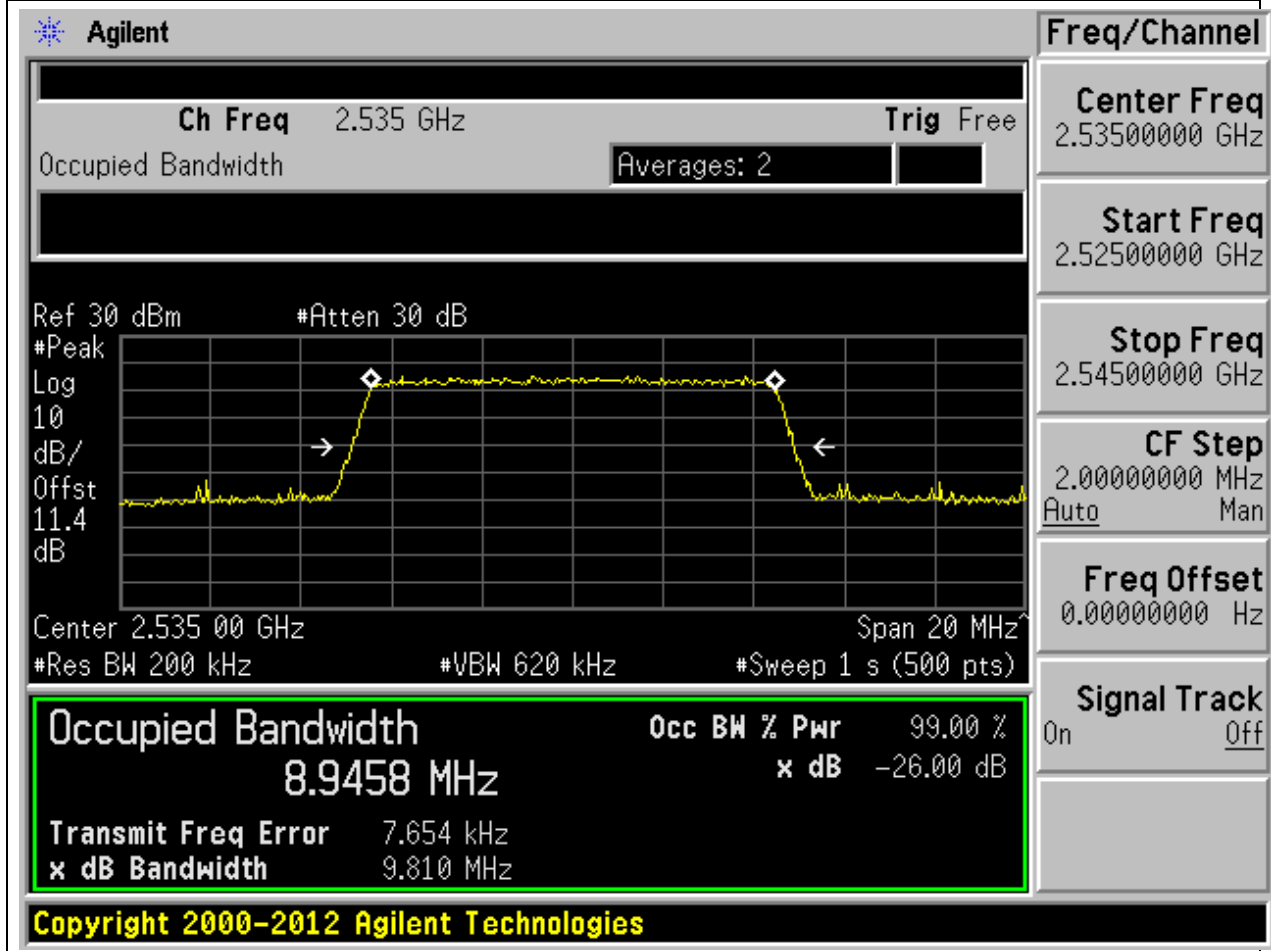 Agilent
Freq/Channel
Ch Freq 2.535 GHz Trig Free
Occupied Bandwidth Averages: 2
Center Freq
2.53500000 GHz
Start Freq
2.52500000 GHz
Stop Freq
2.54500000 GHz
CF Step
2.00000000 MHz
Auto Man
Freq Offset
0.00000000 Hz
Signal Track
On Off
Ref 30 dBm #Atten 30 dB
#Peak
Log
10
dB/
Offst
11.4
dB
Center 2.535 00 GHz Span 20 MHz^
#Res BW 200 kHz #VBW 620 kHz #Sweep 1 s (500 pts)
Occupied Bandwidth Occ BW % Pwr 99.00 %
8.9458 MHz x dB -26.00 dB
Transmit Freq Error 7.654 kHz
x dB Bandwidth 9.810 MHz
Copyright 2000-2012 Agilent Technologies